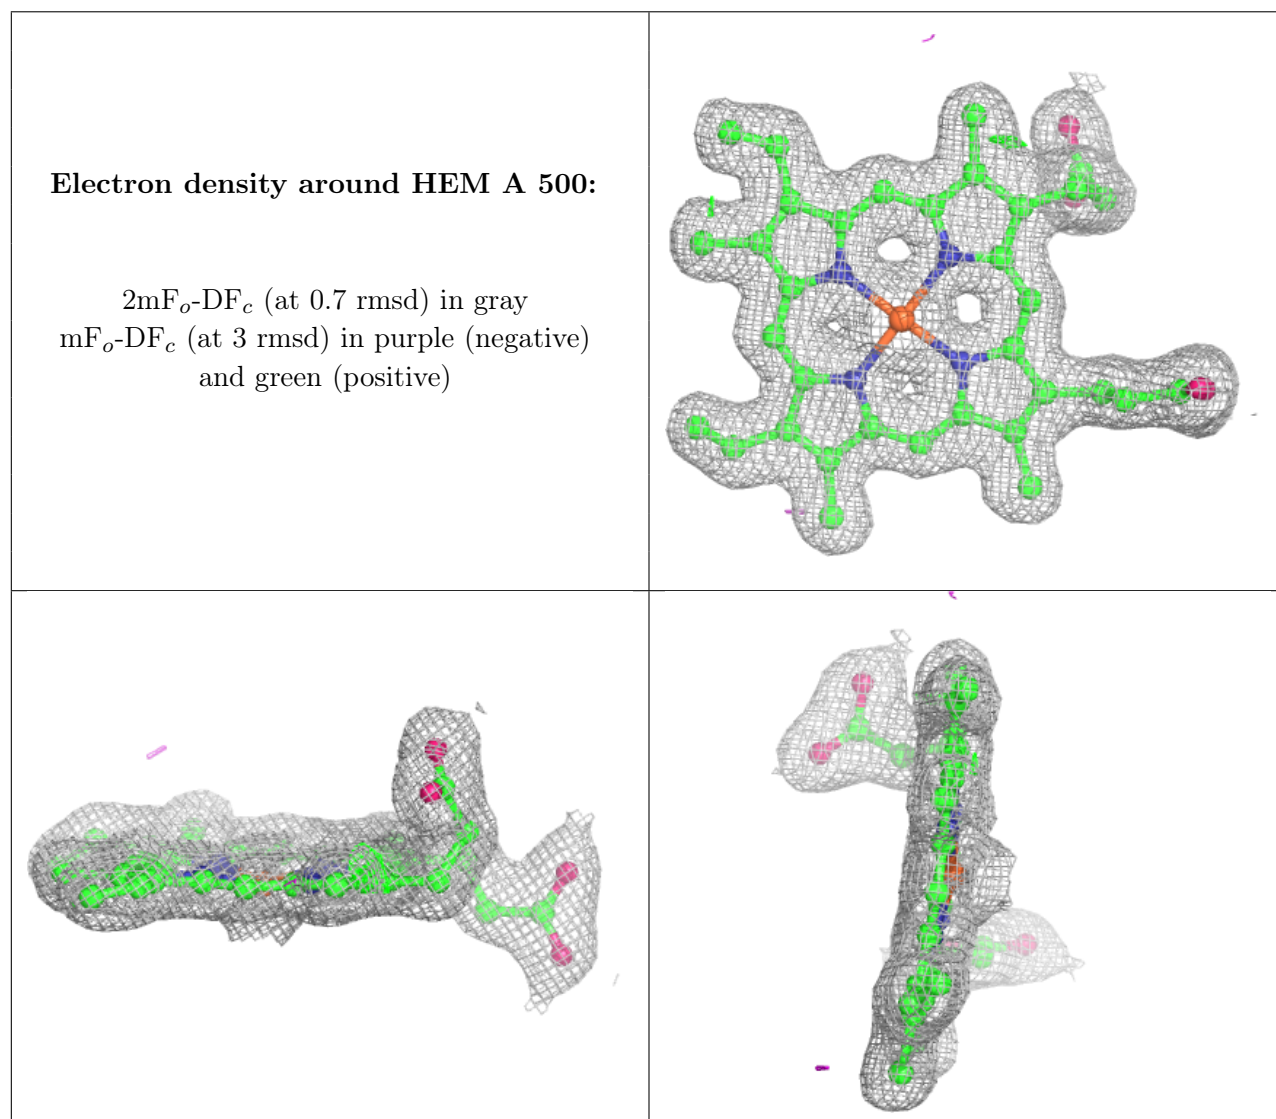 Electron density around HEM A 500:
2mFo-DFc (at 0.7 rmsd) in gray
mFo-DFc (at 3 rmsd) in purple (negative)
and green (positive)